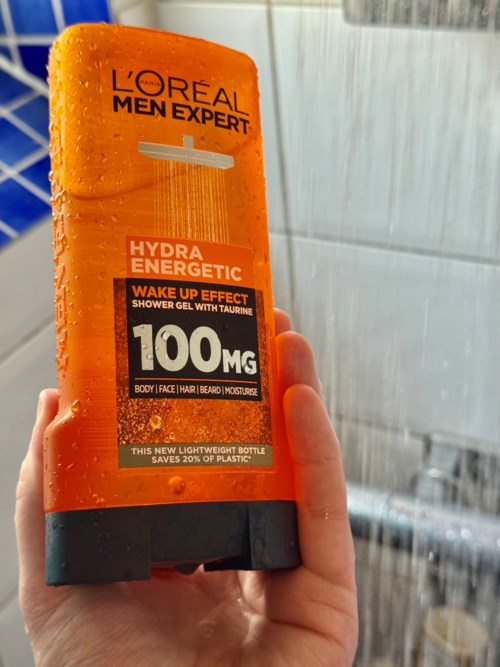 L'ORÉAL
PARIS
MEN EXPERT
HYDRA
ENERGETIC
WAKE UP EFFECT
SHOWER GEL WITH TAURINE
100MG
BODY | FACE | HAIR | BEARD | MOISTURISE
THIS NEW LIGHTWEIGHT BOTTLE
SAVES 20% OF PLASTIC*